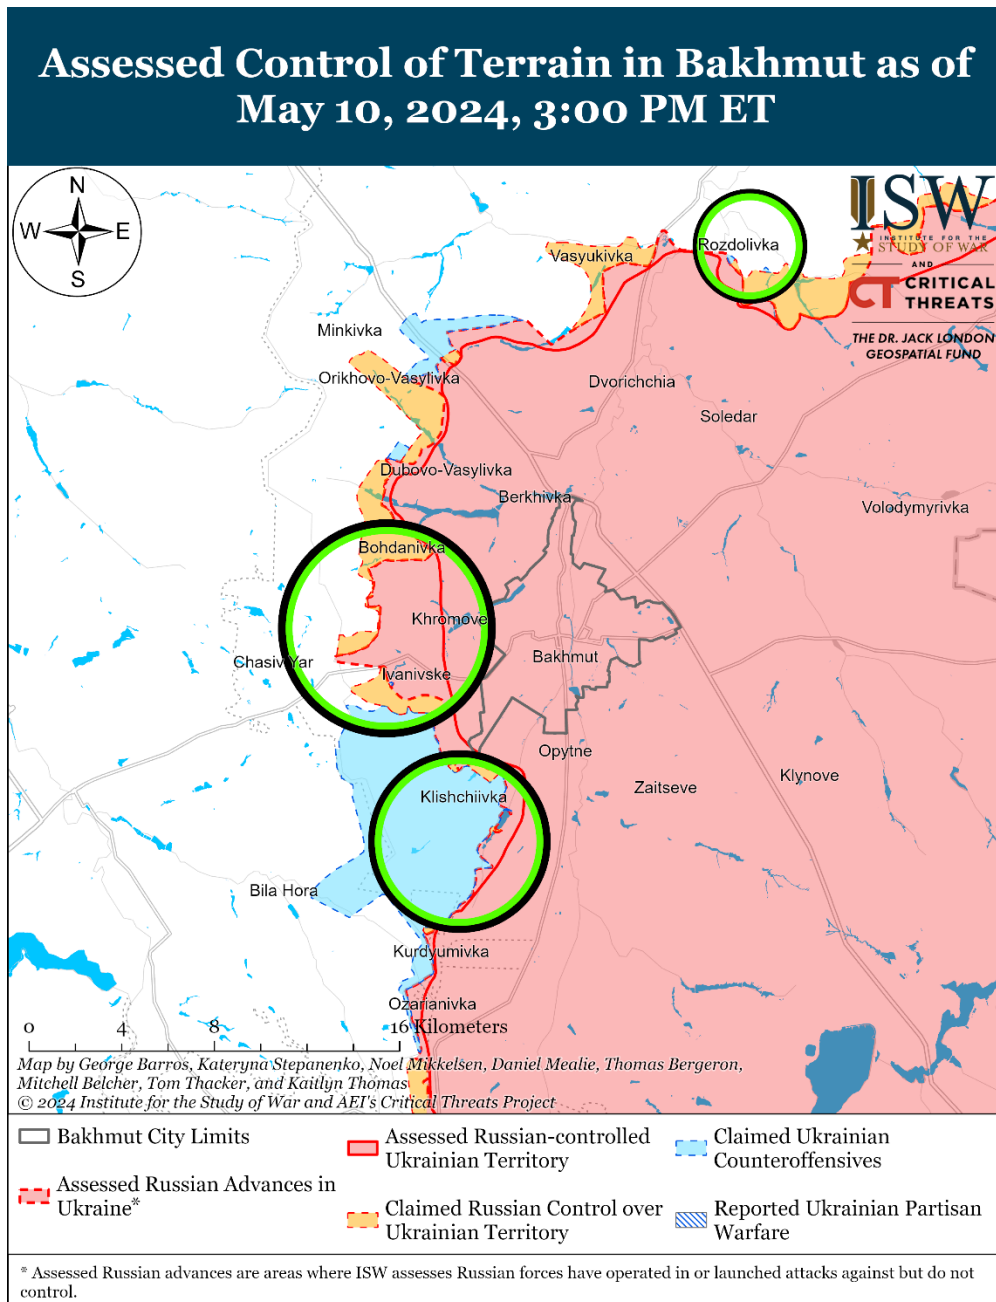 Assessed Control of Terrain in Bakhmut as of
May 10, 2024, 3:00 PM ET
N
W E
S
ISW
INSTITUTE FOR THE
STUDY OF WAR
AND
CT CRITICAL
THREATS
THE DR. JACK LONDON
GEOSPATIAL FUND
Rozdolivka
Vasyukivka
Minkivka
Orikhovo-Vasylivka
Dvorichchia
Soledar
Dubovo-Vasylivka
Berkhivka
Volodymyrivka
Bohdanivka
Khromove
Chasiv Yar
Ivanivske
Bakhmut
Opytne
Klishchiivka
Zaitseve
Klynove
Bila Hora
Kurdyumivka
Ozarianivka
0 4 8 16 Kilometers
Map by George Barros, Kateryna Stepanenko, Noel Mikkelsen, Daniel Mealie, Thomas Bergeron,
Mitchell Belcher, Tom Thacker, and Kaitlyn Thomas
© 2024 Institute for the Study of War and AEI's Critical Threats Project
Bakhmut City Limits
Assessed Russian Advances in
Ukraine*
Assessed Russian-controlled
Ukrainian Territory
Claimed Russian Control over
Ukrainian Territory
Claimed Ukrainian
Counteroffensives
Reported Ukrainian Partisan
Warfare
* Assessed Russian advances are areas where ISW assesses Russian forces have operated in or launched attacks against but do not
control.